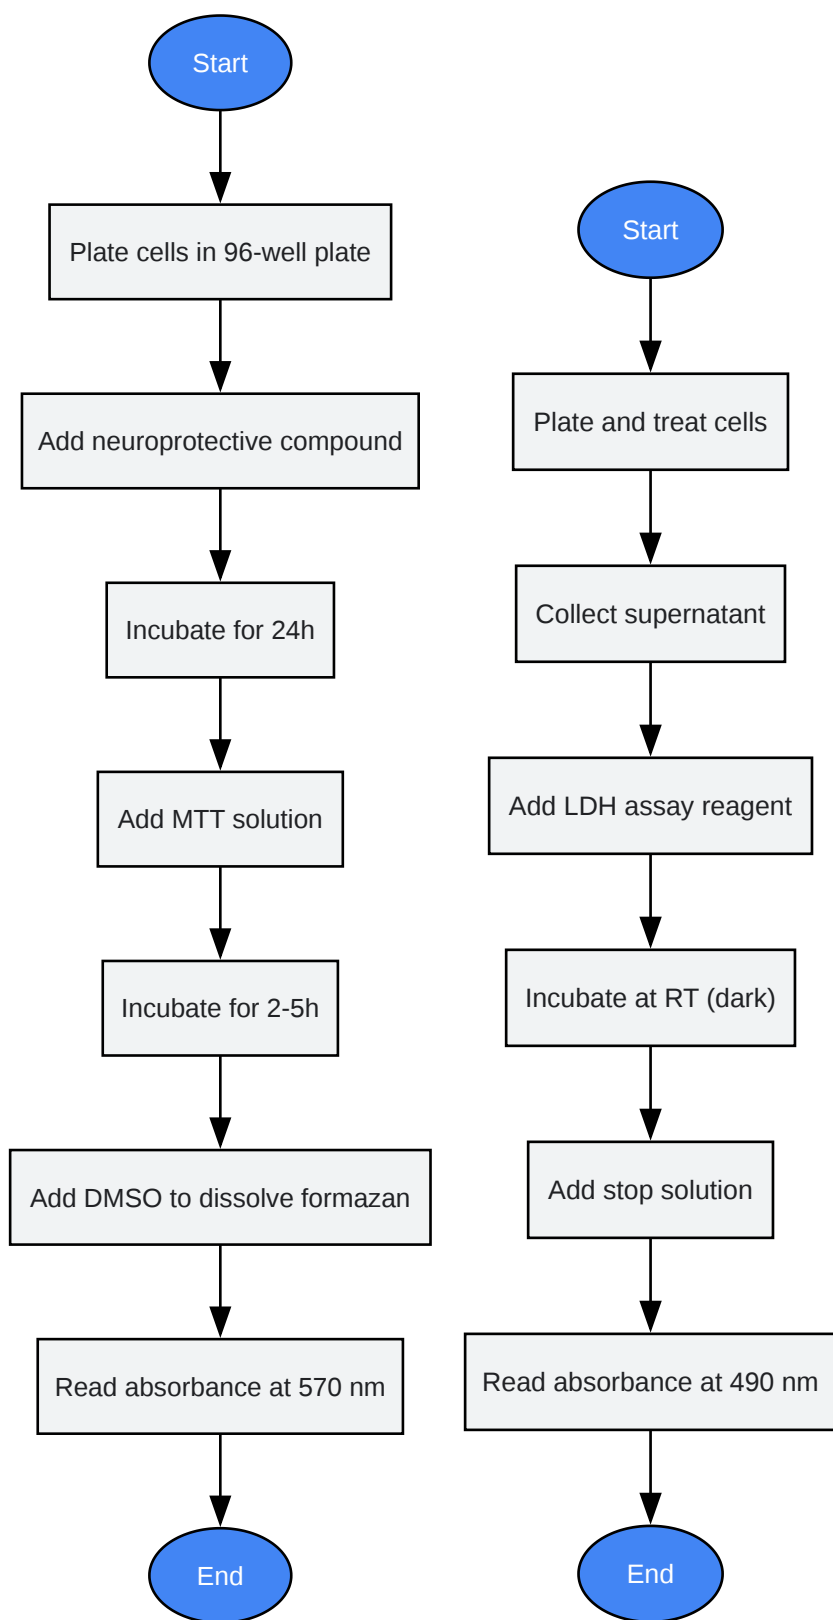 Start
Plate cells in 96-well plate
Add neuroprotective compound
Incubate for 24h
Add MTT solution
Incubate for 2-5h
Add DMSO to dissolve formazan
Read absorbance at 570 nm
End
Start
Plate and treat cells
Collect supernatant
Add LDH assay reagent
Incubate at RT (dark)
Add stop solution
Read absorbance at 490 nm
End